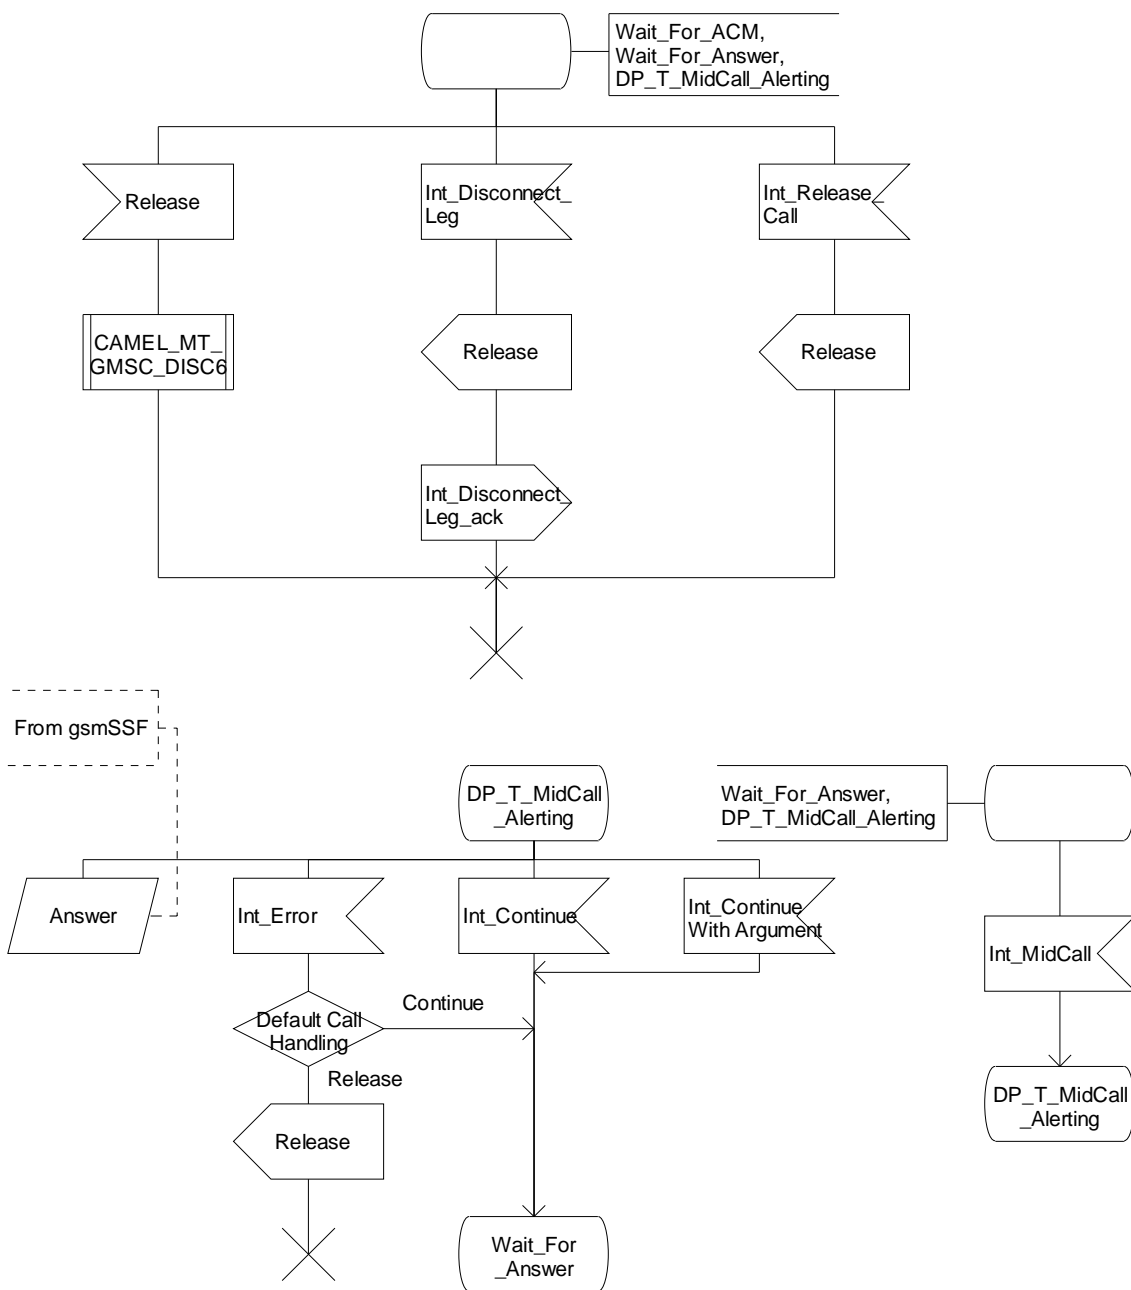 Wait_For_ACM,
Wait_For_Answer,
DP_T_MidCall_Alerting
Release
Int_Disconnect_
Leg
Int_Release_
Call
CAMEL_MT_
GMSC_DISC6
Release
Release
Int_Disconnect_
Leg_ack
From gsmSSF
DP_T_MidCall
_Alerting
Wait_For_Answer,
DP_T_MidCall_Alerting
Answer
Int_Error
Int_Continue
Int_Continue_
With Argument
Int_MidCall
Default Call
Handling
Continue
Release
DP_T_MidCall
_Alerting
Release
Wait_For
_Answer